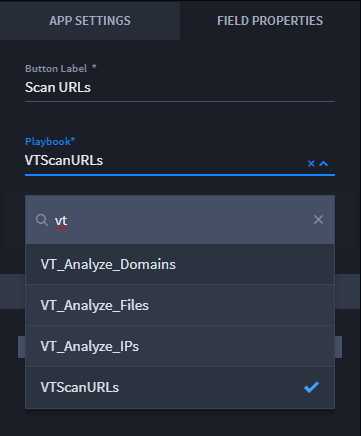 APP SETTINGS FIELD PROPERTIES
Button Label *
Scan URLs
Playbook*
VTScanURLs
vt
VT_Analyze_Domains
VT_Analyze_Files
VT_Analyze_IPs
VTScanURLs